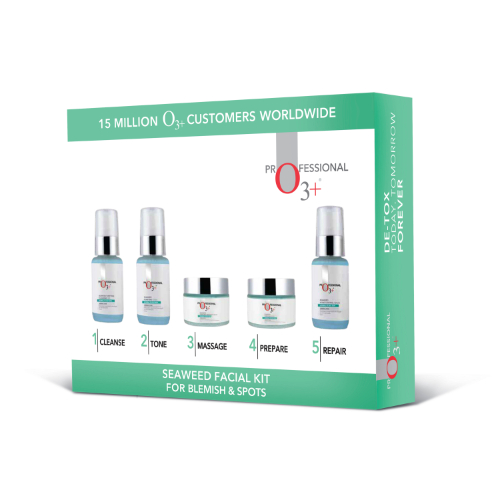 15 MILLION O3+ CUSTOMERS WORLDWIDE
PROFESSIONAL
O3+
1 CLEANSE
2 TONE
3 MASSAGE
4 PREPARE
5 REPAIR
SEAWEED FACIAL KIT
FOR BLEMISH & SPOTS
DE-TOX
TODAY TOMORROW
FOREVER
PROFESSIONAL
O3+